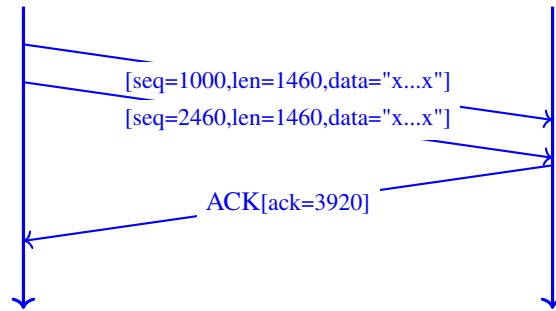 [seq=1000,len=1460,data="x...x"]
[seq=2460,len=1460,data="x...x"]
ACK[ack=3920]